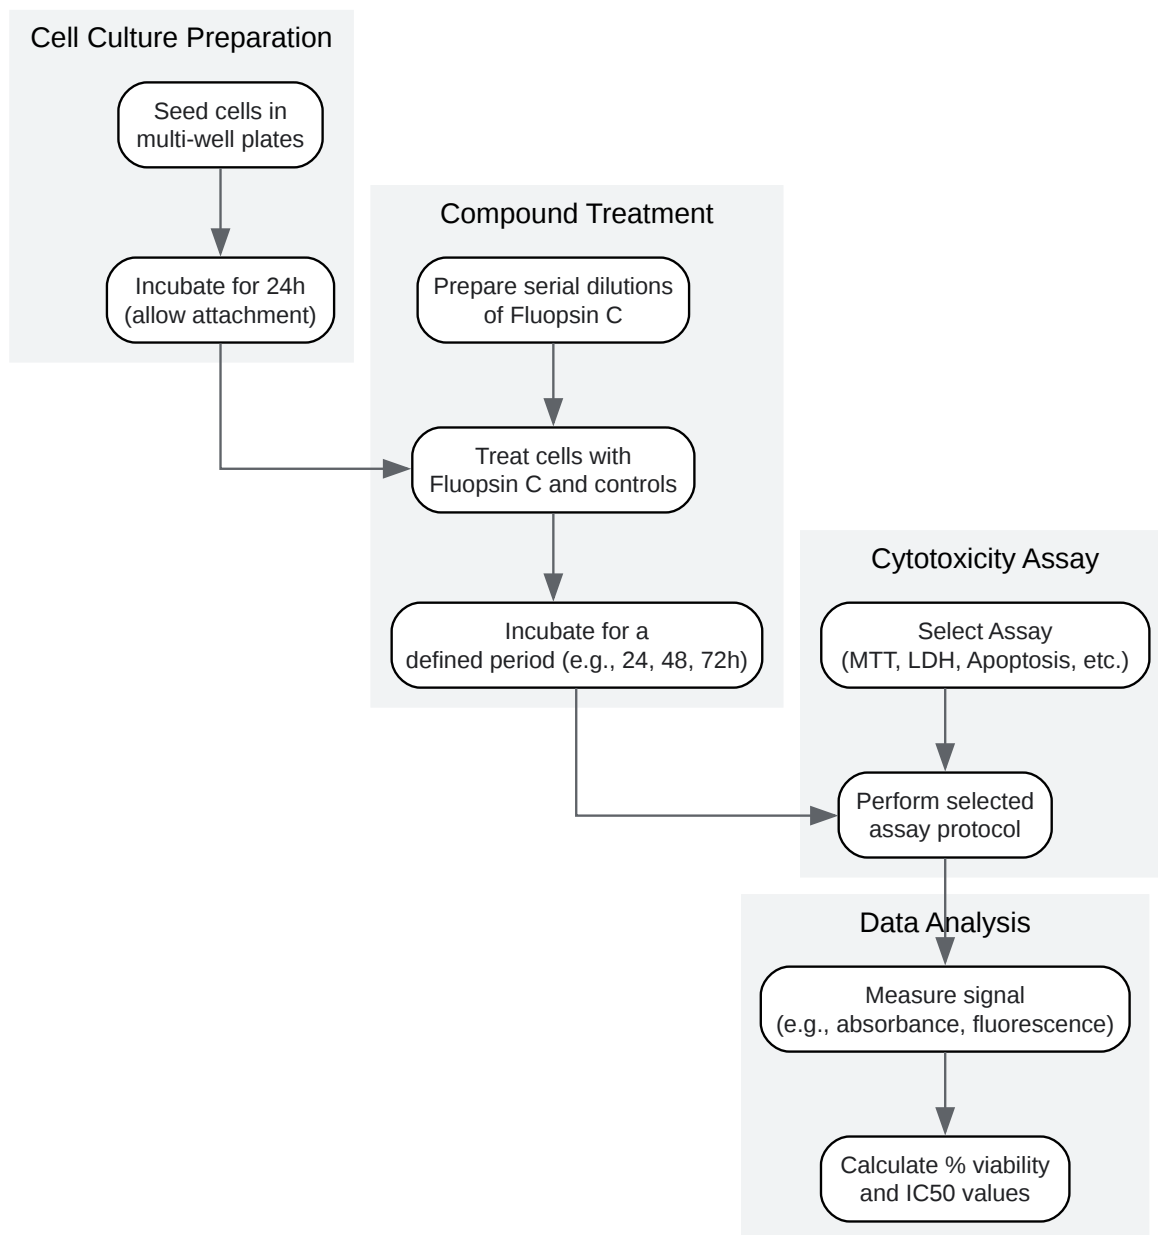 Cell Culture Preparation
Seed cells in
multi-well plates
Incubate for 24h
(allow attachment)
Compound Treatment
Prepare serial dilutions
of Fluopsin C
Treat cells with
Fluopsin C and controls
Incubate for a
defined period (e.g., 24, 48, 72h)
Cytotoxicity Assay
Select Assay
(MTT, LDH, Apoptosis, etc.)
Perform selected
assay protocol
Data Analysis
Measure signal
(e.g., absorbance, fluorescence)
Calculate % viability
and IC50 values